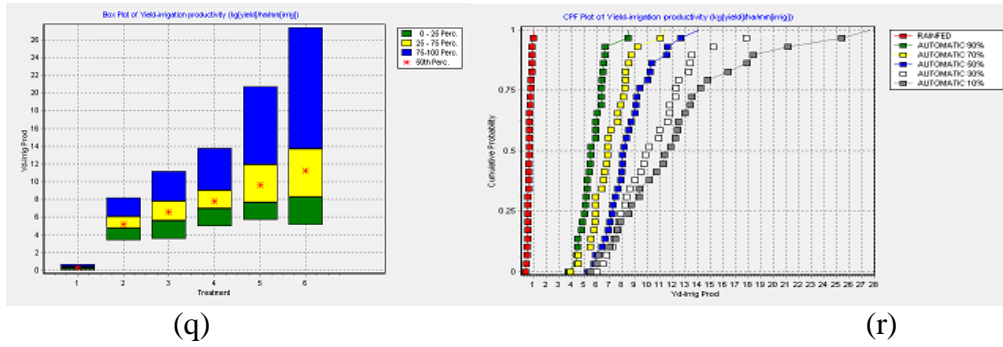 Box Plot of Yield-irrigation productivity (kg[yield]/ha/mm[irrig])
Yd-Irrig Prod
26
24
22
20
18
16
14
12
10
8
6
4
2
0
1 2 3 4 5 6
Treatment
0 - 25 Perc.
25 - 75 Perc.
75-100 Perc.
50th Perc.
(q)
CPF Plot of Yield-irrigation productivity (kg[yield]/ha/mm[irrig])
Cumulative Probability
1
0.75
0.5
0.25
0
1 2 3 4 5 6 7 8 9 10 11 12 13 14 15 16 17 18 19 20 21 22 23 24 25 26 27 28
Yd-Irrig Prod
RAINFED
AUTOMATIC 90%
AUTOMATIC 70%
AUTOMATIC 50%
AUTOMATIC 30%
AUTOMATIC 10%
(r)